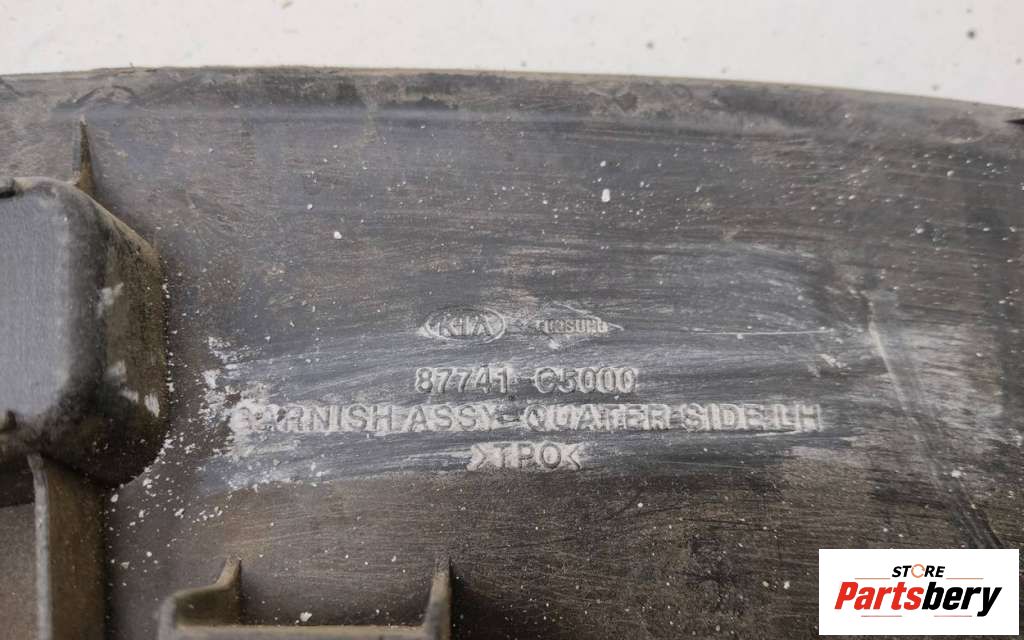 KIA
87741-C5000
GARNISH ASSY-QUATER SIDE LH
>TPO<
STORE
Partsbery